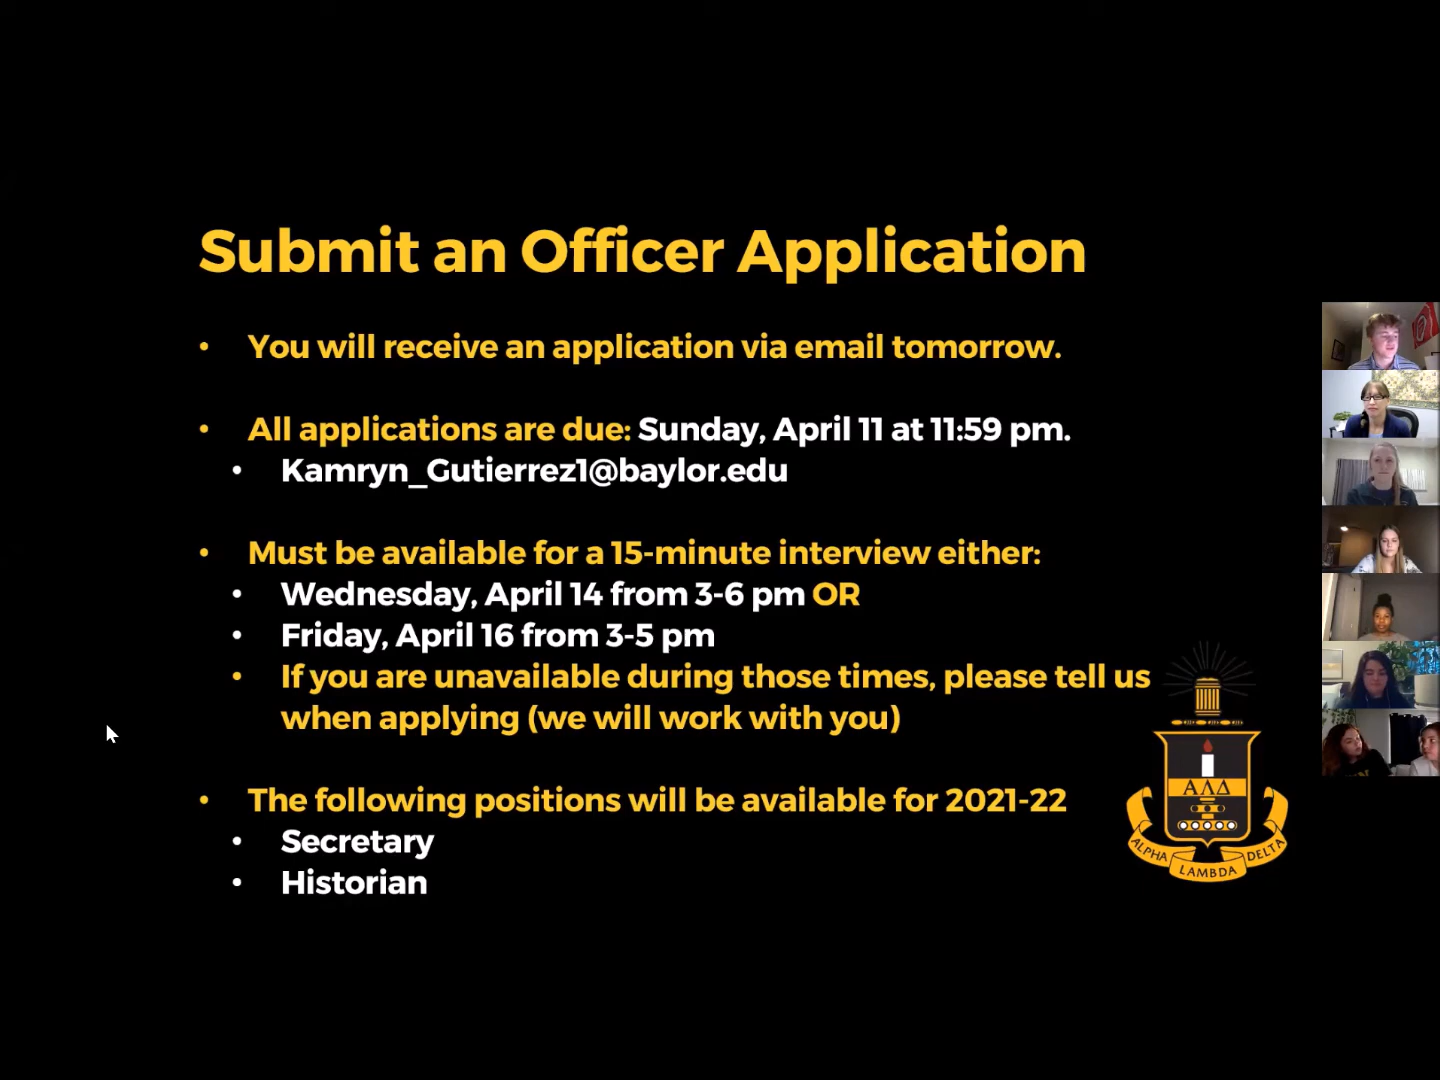 Submit an Officer Application
• You will receive an application via email tomorrow.
• All applications are due: Sunday, April 11 at 11:59 pm.
• Kamryn_Gutierrez1@baylor.edu
• Must be available for a 15-minute interview either:
• Wednesday, April 14 from 3-6 pm OR
• Friday, April 16 from 3-5 pm
• If you are unavailable during those times, please tell us
when applying (we will work with you)
• The following positions will be available for 2021-22
• Secretary
• Historian
ΑΛΔ
ALPHA LAMBDA DELTA